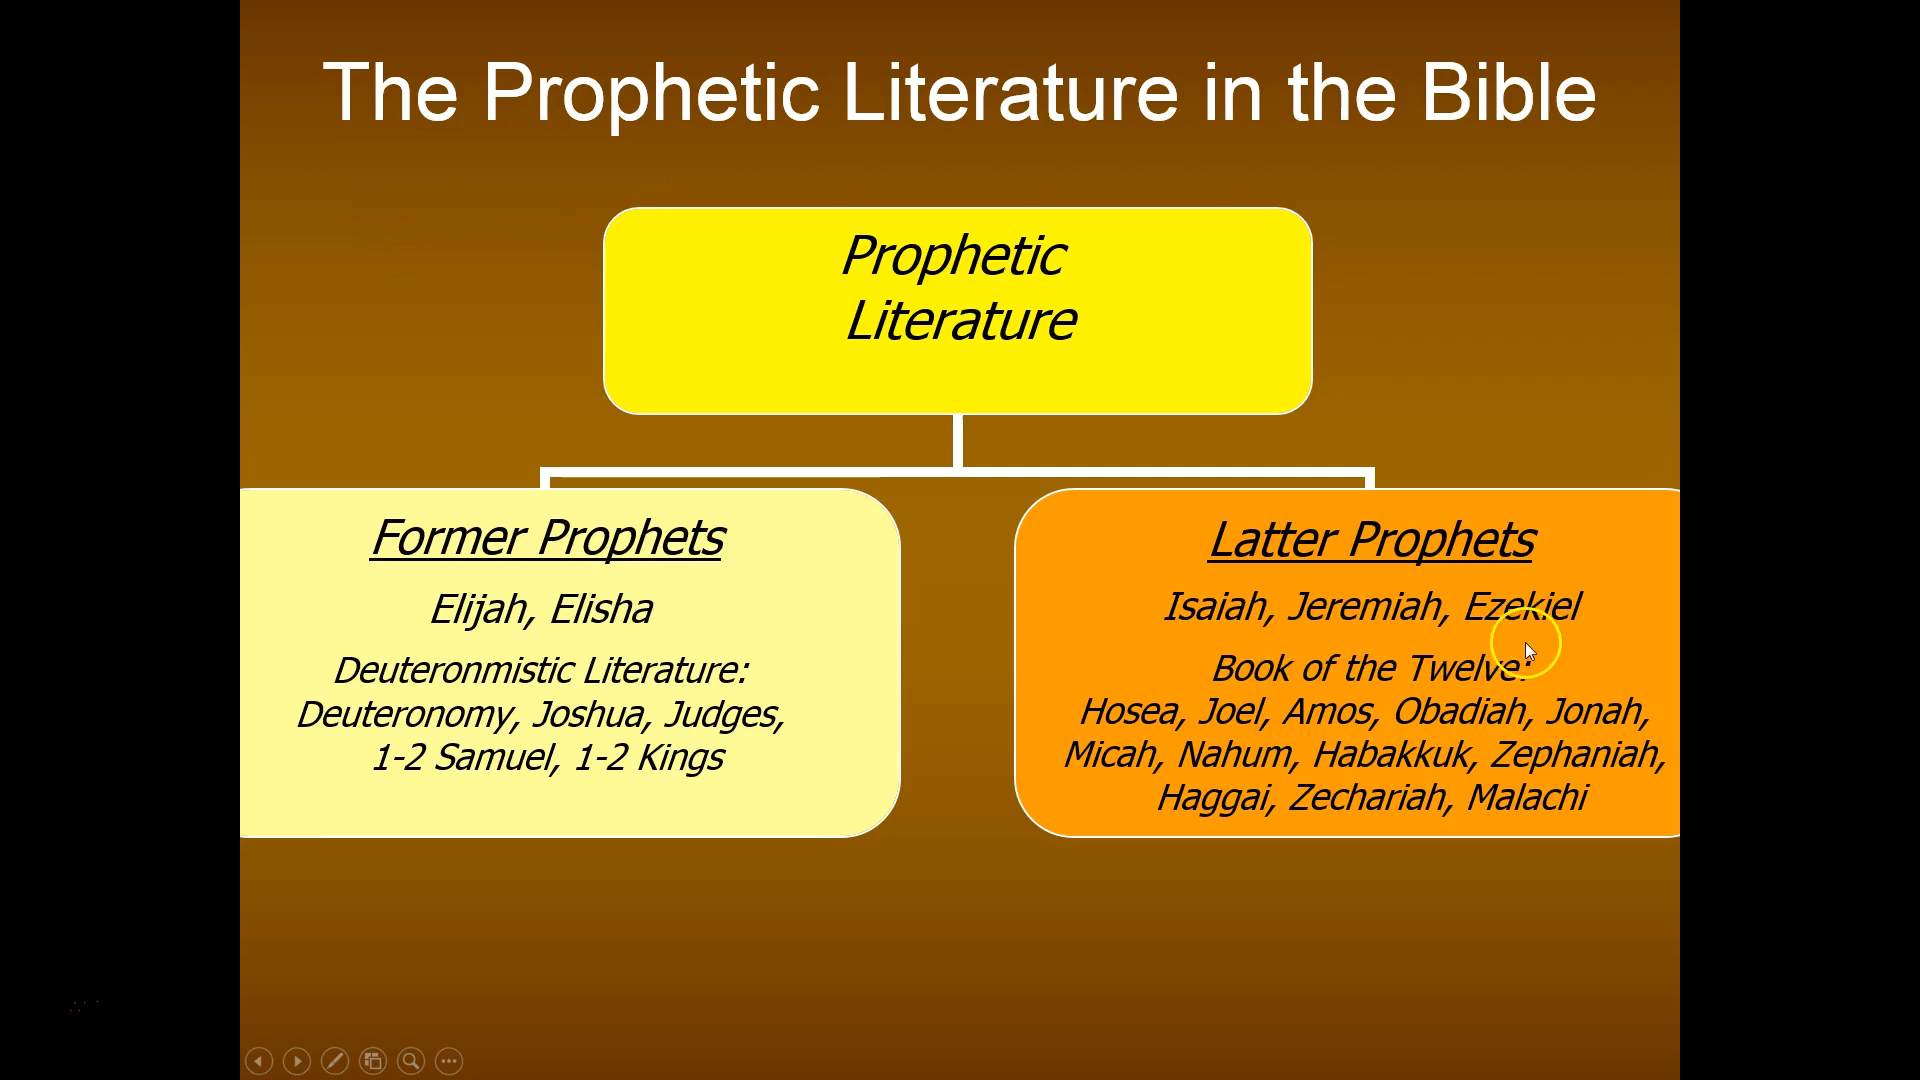 The Prophetic Literature in the Bible
Prophetic
Literature
Former Prophets
Elijah, Elisha
Deuteronmistic Literature:
Deuteronomy, Joshua, Judges,
1-2 Samuel, 1-2 Kings
Latter Prophets
Isaiah, Jeremiah, Ezekiel
Book of the Twelve:
Hosea, Joel, Amos, Obadiah, Jonah,
Micah, Nahum, Habakkuk, Zephaniah,
Haggai, Zechariah, Malachi